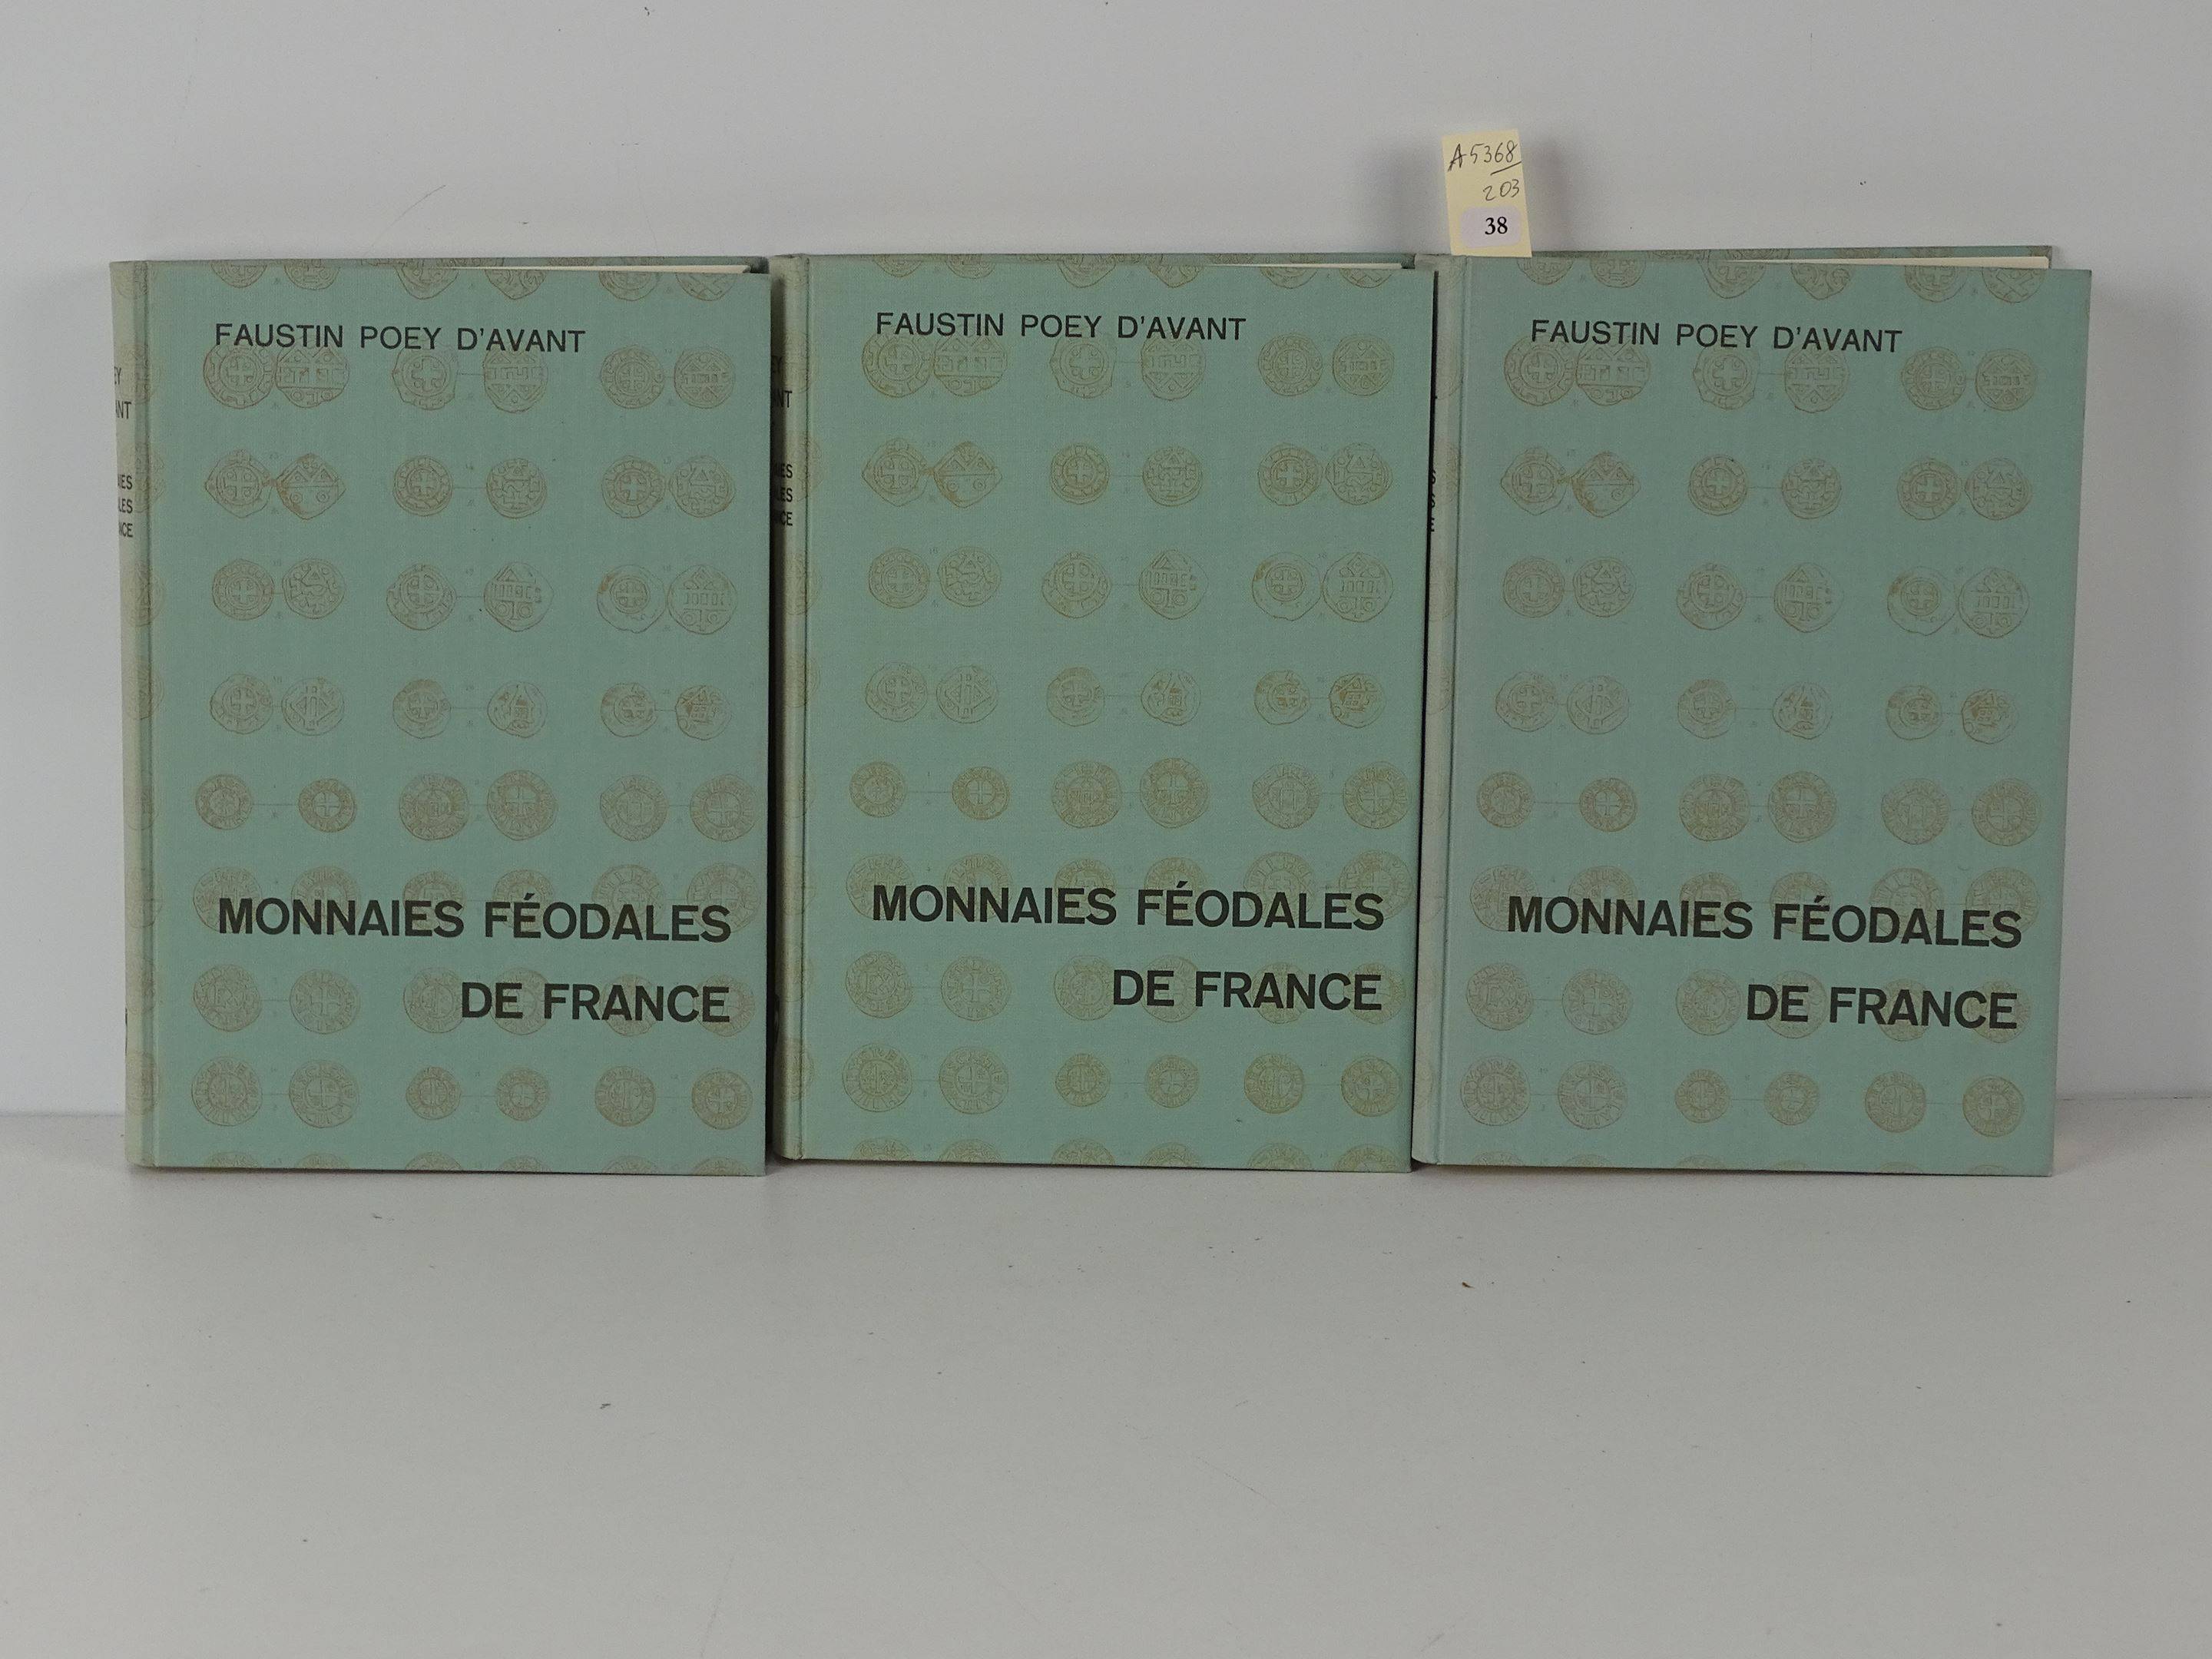 A5368
203
38
FAUSTIN POEY D'AVANT
MONNAIES FÉODALES
DE FRANCE
FAUSTIN POEY D'AVANT
MONNAIES FÉODALES
DE FRANCE
FAUSTIN POEY D'AVANT
MONNAIES FÉODALES
DE FRANCE